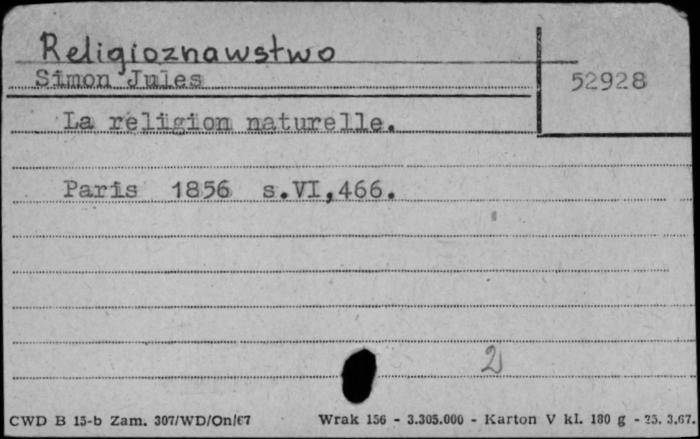 Religioznawstwo
Simon Jules
52928
La religion naturelle.
Paris 1856 s.VI,466.
2
CWD B 15-b Zam. 307/WD/On/67 Wrak 156 - 3.305.000 - Karton V kl. 180 g - 25. 3.67.